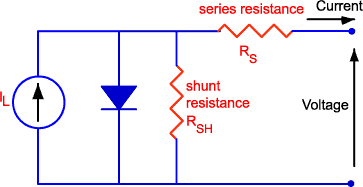 series resistance
Current
R_S
I_L
shunt
resistance
R_SH
Voltage